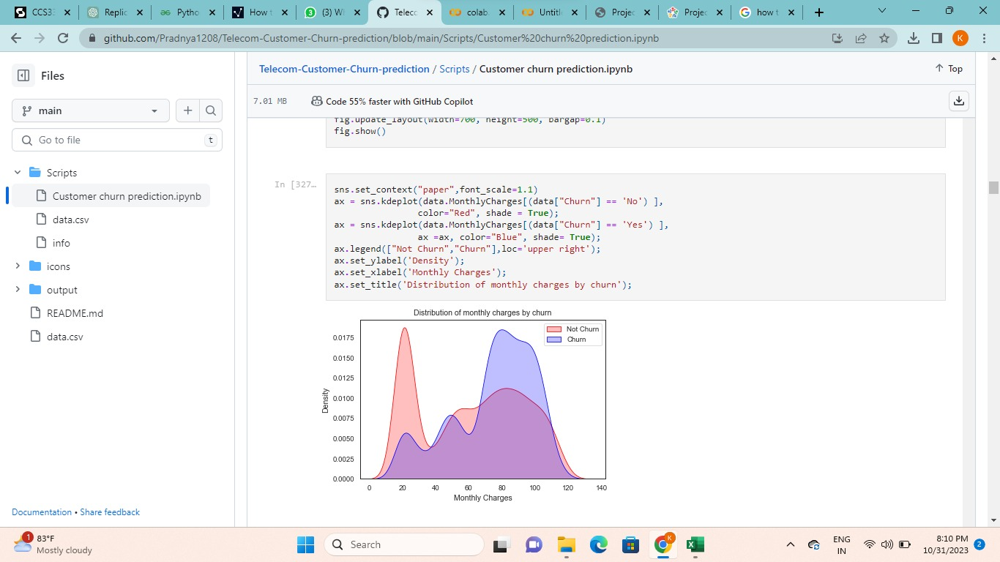 CCS3
Replic
Pytho
How t
3
(3) W
Telecc
colab.
Untitle
Projec
Projec
how t
github.com/Pradnya1208/Telecom-Customer-Churn-prediction/blob/main/Scripts/Customer%20churn%20prediction.ipynb
K
Files
main
Go to file
t
Scripts
Customer churn prediction.ipynb
data.csv
info
icons
output
README.md
data.csv
Documentation • Share feedback
Telecom-Customer-Churn-prediction / Scripts / Customer churn prediction.ipynb
Top
7.01 MB
Code 55% faster with GitHub Copilot
fig.update_layout(width=700, height=500, bargap=0.1)
fig.show()
In [327…
sns.set_context("paper",font_scale=1.1)
ax = sns.kdeplot(data.MonthlyCharges[(data["Churn"] == 'No') ],
color="Red", shade = True);
ax = sns.kdeplot(data.MonthlyCharges[(data["Churn"] == 'Yes') ],
ax =ax, color="Blue", shade= True);
ax.legend(["Not Churn","Churn"],loc='upper right');
ax.set_ylabel('Density');
ax.set_xlabel('Monthly Charges');
ax.set_title('Distribution of monthly charges by churn');
Distribution of monthly charges by churn
Not Churn
Churn
0.0175
0.0150
0.0125
0.0100
0.0075
0.0050
0.0025
0.0000
Density
0 20 40 60 80 100 120 140
Monthly Charges
1
83°F
Mostly cloudy
Search
K
ENG
IN
8:10 PM
10/31/2023
2